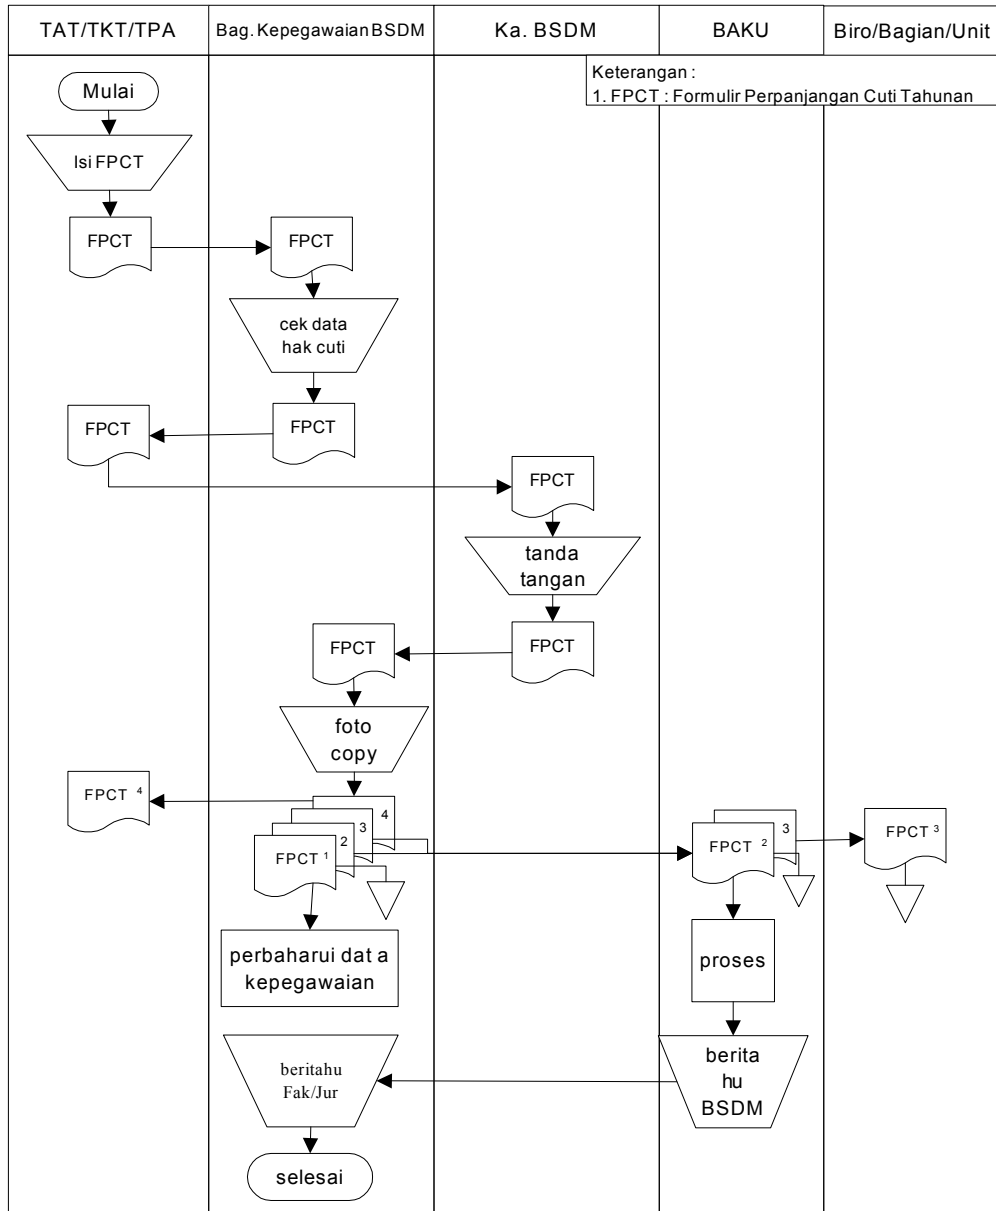 TAT/TKT/TPA
Bag. Kepegawaian BSDM
Ka. BSDM
BAKU
Biro/Bagian/Unit
Keterangan :
1. FPCT : Formulir Perpanjangan Cuti Tahunan
Mulai
Isi FPCT
FPCT
FPCT
cek data
hak cuti
FPCT
FPCT
FPCT
tanda
tangan
FPCT
FPCT
foto
copy
FPCT 4
4
3
2
FPCT 1
3
FPCT 2
FPCT 3
perbaharui dat a
kepegawaian
proses
beritahu
Fak/Jur
berita
hu
BSDM
selesai